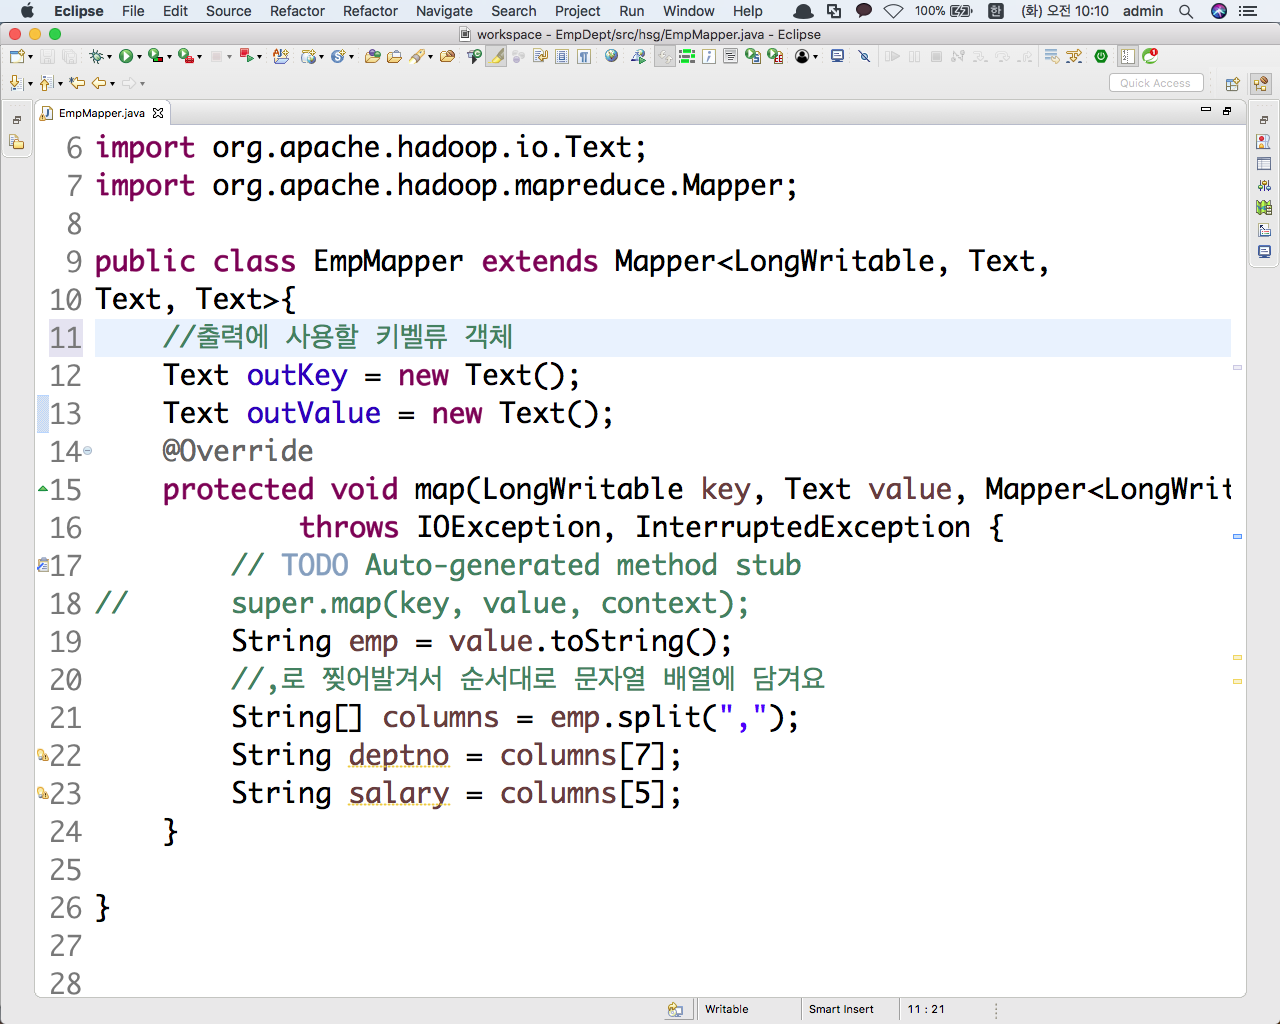 Eclipse File Edit Source Refactor Refactor Navigate Search Project Run Window Help 100% 한 (화) 오전 10:10 admin
workspace - EmpDept/src/hsg/EmpMapper.java - Eclipse
Quick Access
EmpMapper.java
6 import org.apache.hadoop.io.Text;
7 import org.apache.hadoop.mapreduce.Mapper;
8
9 public class EmpMapper extends Mapper<LongWritable, Text,
10 Text, Text>{
11 //출력에 사용할 키벨류 객체
12 Text outKey = new Text();
13 Text outValue = new Text();
14 @Override
15 protected void map(LongWritable key, Text value, Mapper<LongWrit
16 throws IOException, InterruptedException {
17 // TODO Auto-generated method stub
18 // super.map(key, value, context);
19 String emp = value.toString();
20 //,로 찢어발겨서 순서대로 문자열 배열에 담겨요
21 String[] columns = emp.split(",");
22 String deptno = columns[7];
23 String salary = columns[5];
24 }
25
26 }
27
28
Writable Smart Insert 11 : 21